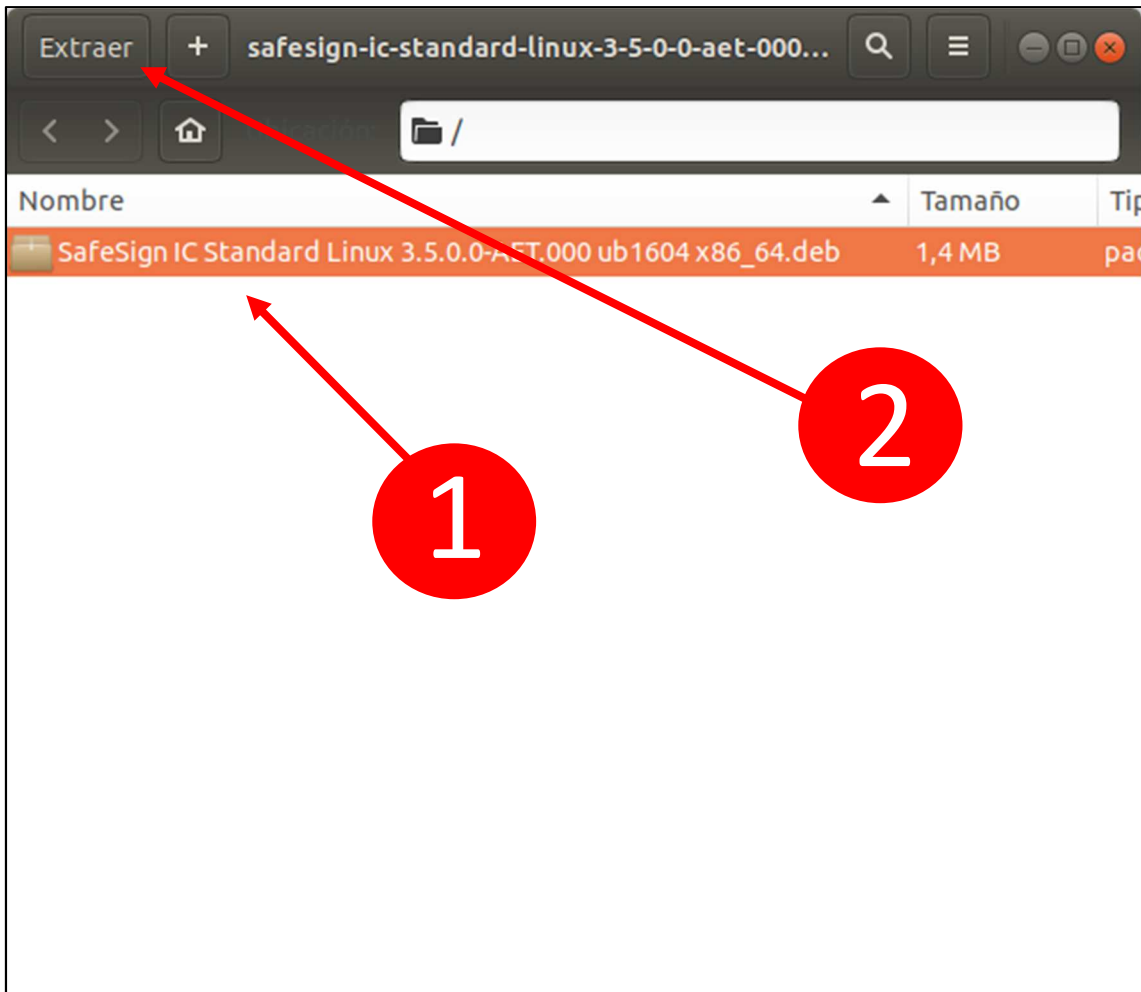 Extraer + safesign-ic-standard-linux-3-5-0-0-aet-000...
Ubicación: /
Nombre Tamaño Tip
SafeSign IC Standard Linux 3.5.0.0-AET.000 ub1604 x86_64.deb 1,4 MB pac
2
1